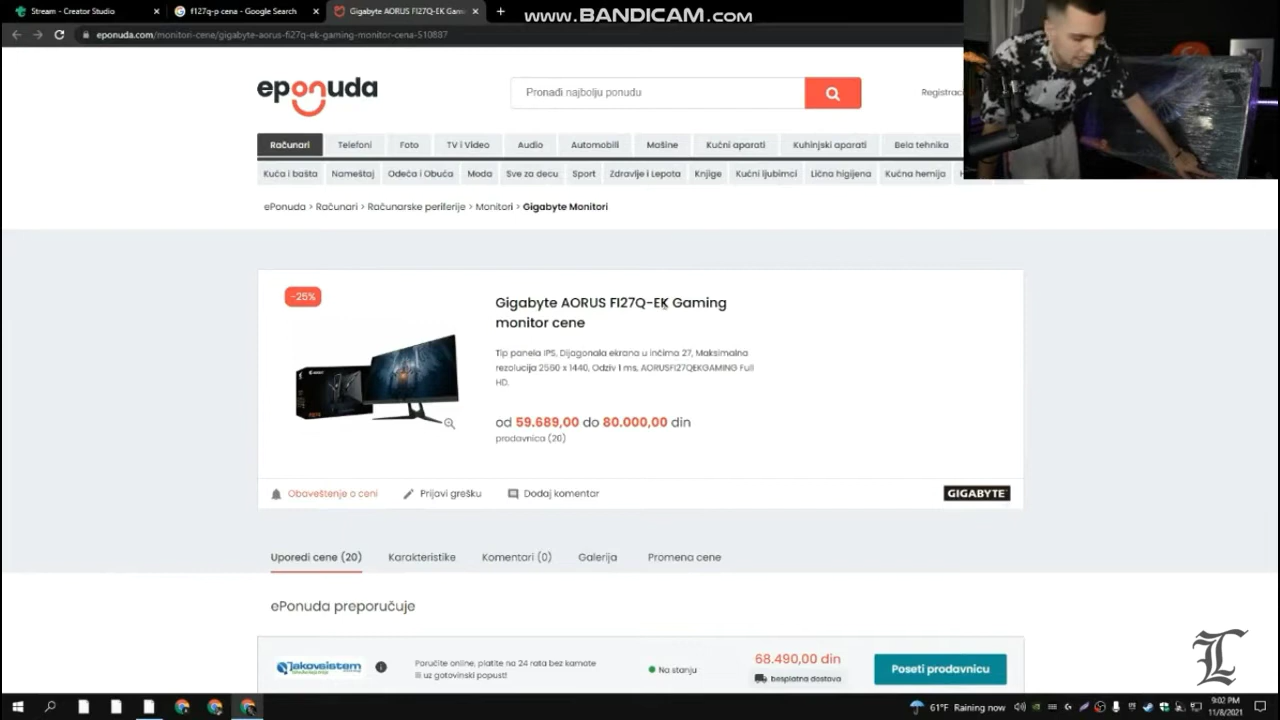 Stream - Creator Studio
f127q-p cena - Google Search
Gigabyte AORUS FI27Q-EK Gam
www.BANDICAM.com
eponuda.com/monitori-cene/gigabyte-aorus-fi27q-ek-gaming-monitor-cena-510887
eponuda
Pronađi najbolju ponudu
Registrac
Računari
Telefoni
Foto
TV i Video
Audio
Automobili
Mašine
Kućni aparati
Kuhinjski aparati
Bela tehnika
Kuća i bašta
Nameštaj
Odeća i Obuća
Moda
Sve za decu
Sport
Zdravlje i Lepota
Knjige
Kućni ljubimci
Lična higijena
Kućna hemija
ePonuda > Računari > Računarske periferije > Monitori > Gigabyte Monitori
-25%
Gigabyte AORUS FI27Q-EK Gaming
monitor cene
Tip panela IPS, Dijagonala ekrana u inčima 27, Maksimalna
rezolucija 2560 x 1440, Odziv 1 ms, AORUSFI27QEKGAMING Full
HD.
od 59.689,00 do 80.000,00 din
prodavnica (20)
Obaveštenje o ceni
Prijavi grešku
Dodaj komentar
GIGABYTE
Uporedi cene (20)
Karakteristike
Komentari (0)
Galerija
Promena cene
ePonuda preporučuje
jakovsistem
Poručite online, platite na 24 rata bez kamate
ili uz gotovinski popust!
Na stanju
68.490,00 din
besplatna dostava
Poseti prodavnicu
L
61°F Raining now
9:02 PM
11/8/2021